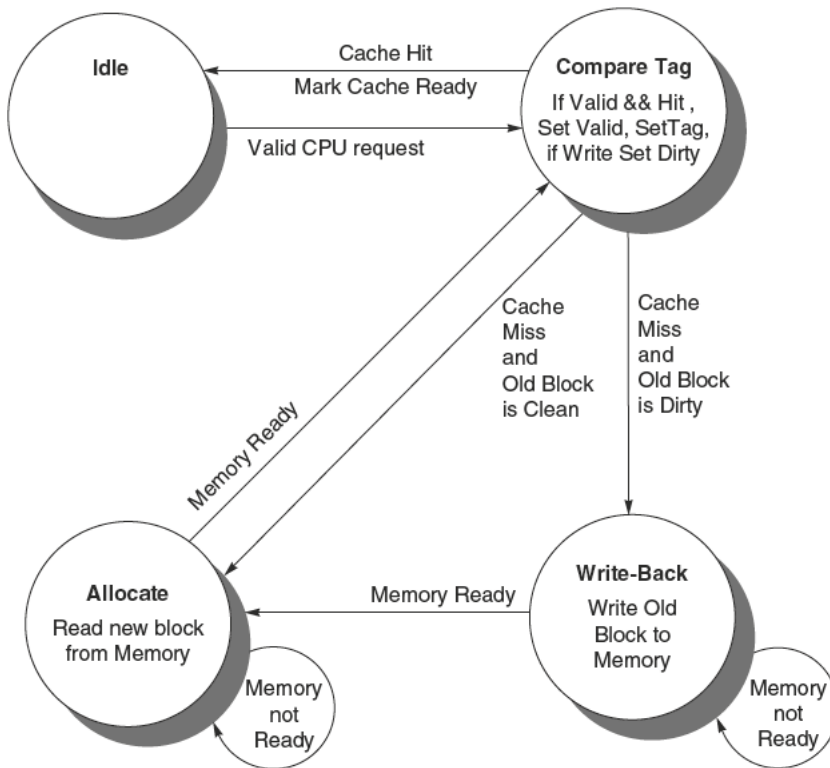 Idle
Cache Hit
Mark Cache Ready
Valid CPU request
Compare Tag
If Valid && Hit ,
Set Valid, SetTag,
if Write Set Dirty
Cache
Miss
and
Old Block
is Clean
Cache
Miss
and
Old Block
is Dirty
Memory Ready
Allocate
Read new block
from Memory
Memory
not
Ready
Memory Ready
Write-Back
Write Old
Block to
Memory
Memory
not
Ready